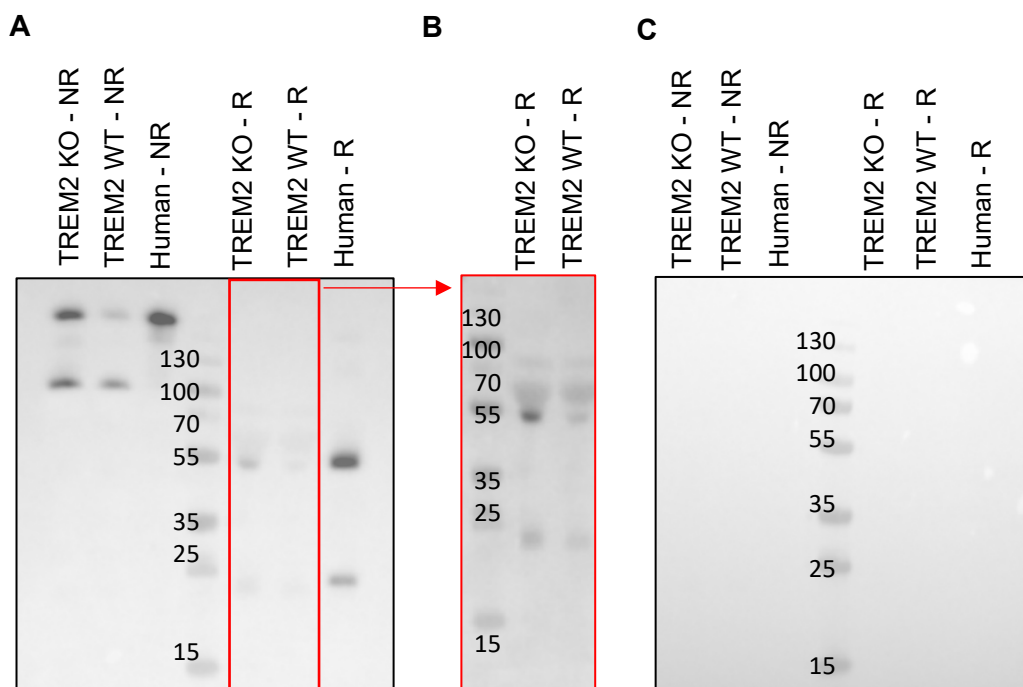 A
B
C
TREM2 KO - NR
TREM2 WT - NR
Human - NR
TREM2 KO - R
TREM2 WT - R
Human - R
TREM2 KO - R
TREM2 WT - R
TREM2 KO - NR
TREM2 WT - NR
Human - NR
TREM2 KO - R
TREM2 WT - R
Human - R
130
100
70
55
35
25
15
130
100
70
55
35
25
15
130
100
70
55
35
25
15